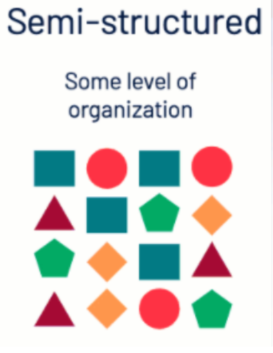 Semi-structured
Some level of
organization